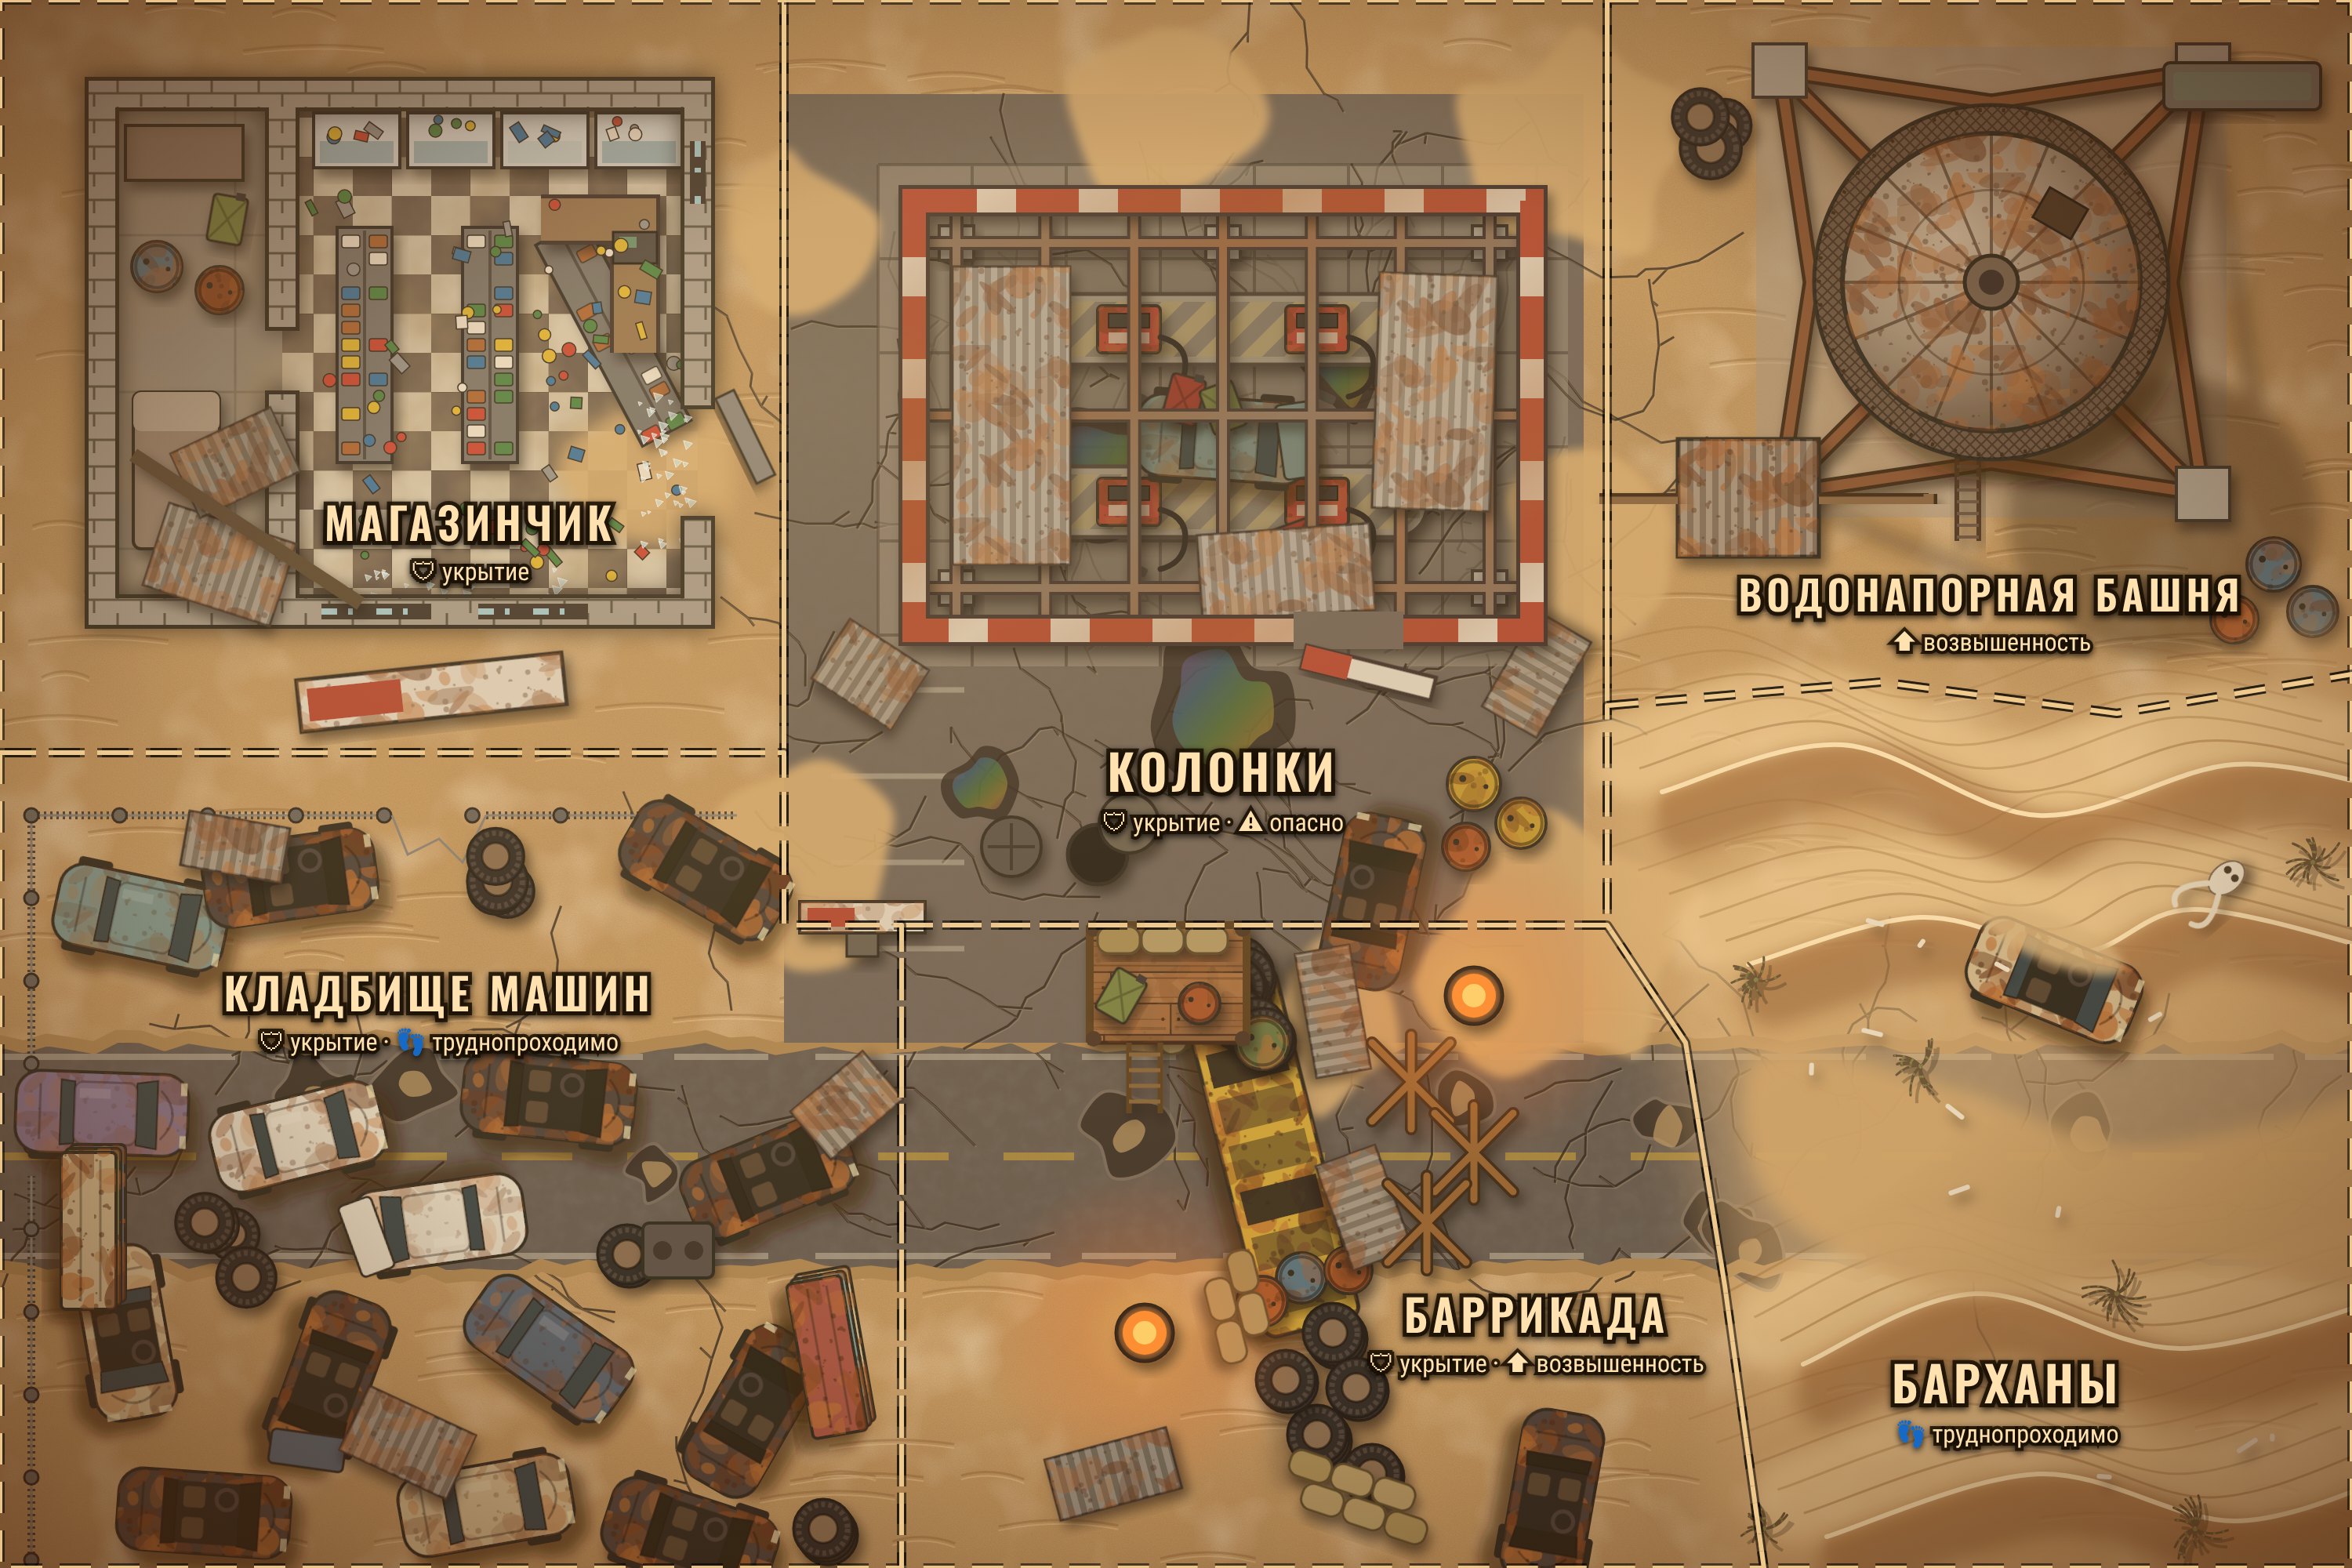 МАГАЗИНЧИК
укрытие
ВОДОНАПОРНАЯ БАШНЯ
возвышенность
КОЛОНКИ
укрытие · опасно
КЛАДБИЩЕ МАШИН
укрытие · труднопроходимо
БАРРИКАДА
укрытие · возвышенность
БАРХАНЫ
труднопроходимо